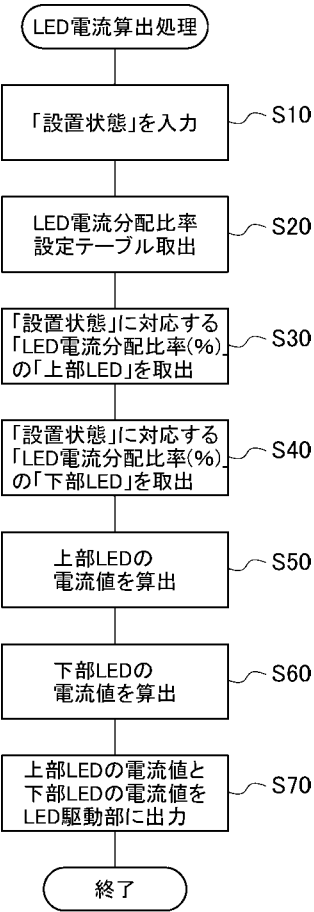 LED電流算出処理
「設置状態」を入力
S10
LED電流分配比率
設定テーブル取出
S20
「設置状態」に対応する
「LED電流分配比率(%)」
の「上部LED」を取出
S30
「設置状態」に対応する
「LED電流分配比率(%)」
の「下部LED」を取出
S40
上部LEDの
電流値を算出
S50
下部LEDの
電流値を算出
S60
上部LEDの電流値と
下部LEDの電流値を
LED駆動部に出力
S70
終了